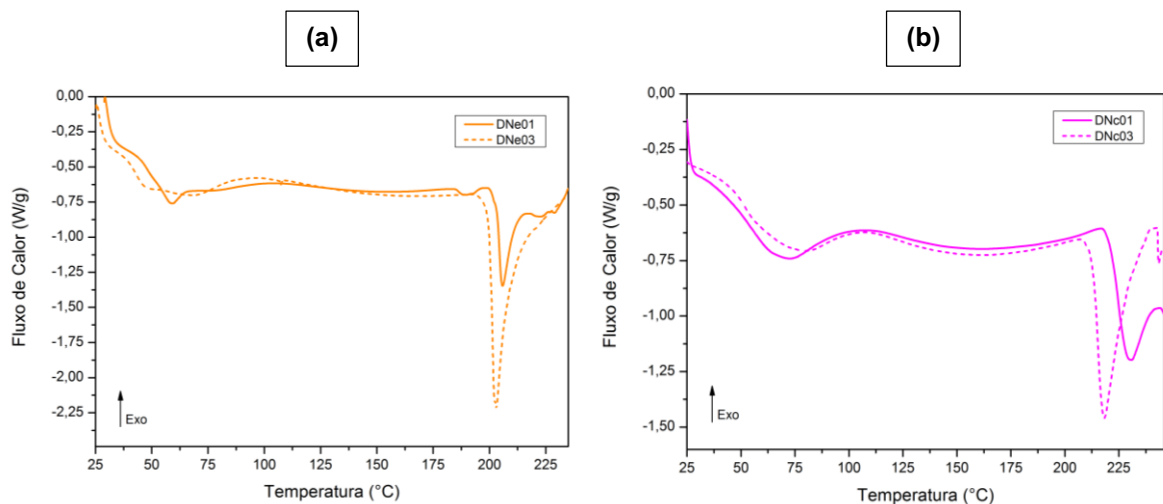 (a)
(b)
0,00
-0,25
-0,50
-0,75
-1,00
-1,25
-1,50
-1,75
-2,00
-2,25
Fluxo de Calor (W/g)
DNe01
DNe03
Exo
25 50 75 100 125 150 175 200 225
Temperatura (°C)
0,00
-0,25
-0,50
-0,75
-1,00
-1,25
-1,50
Fluxo de Calor (W/g)
DNc01
DNc03
Exo
25 50 75 100 125 150 175 200 225
Temperatura (°C)